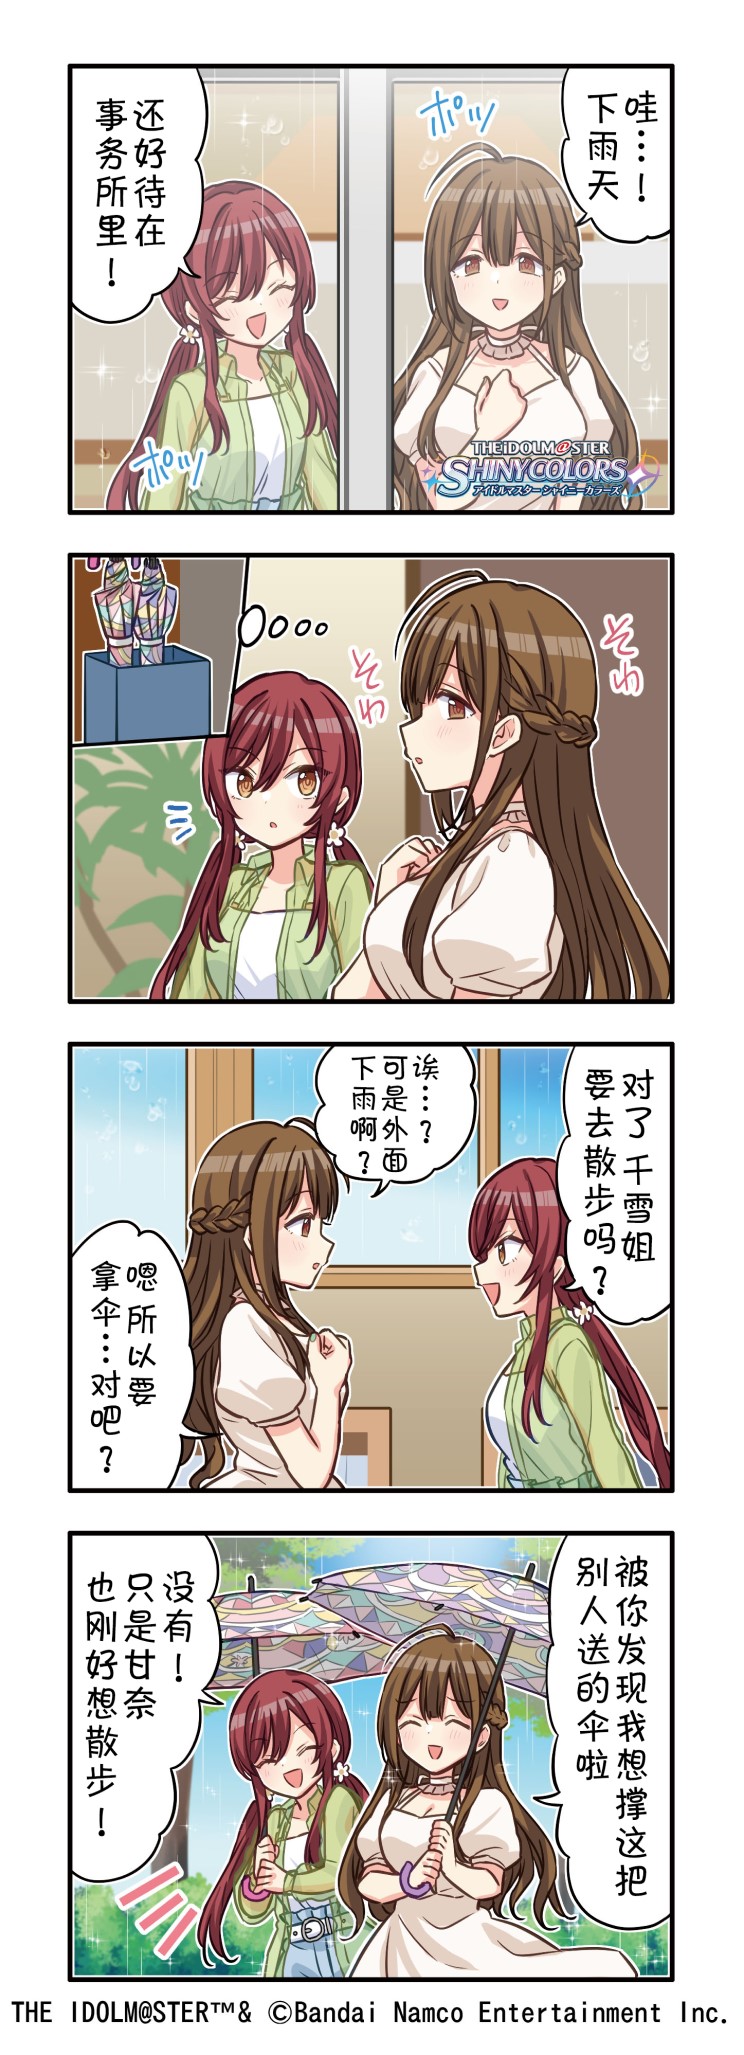 哇…！
下雨天
ポツ
还好待在
事务所里！
ポツ
THE iDOLM@STER
SHINYCOLORS
アイドルマスター シャイニーカラーズ
そわ
そわ
对了千雪姐
要去散步吗？
诶…？
可是外面
下雨啊？
嗯所以要
拿伞…对吧？
被你发现我想撑这把
别人送的伞啦
没有！
只是甘奈
也刚好想散步！
THE IDOLM@STER™& ©Bandai Namco Entertainment Inc.